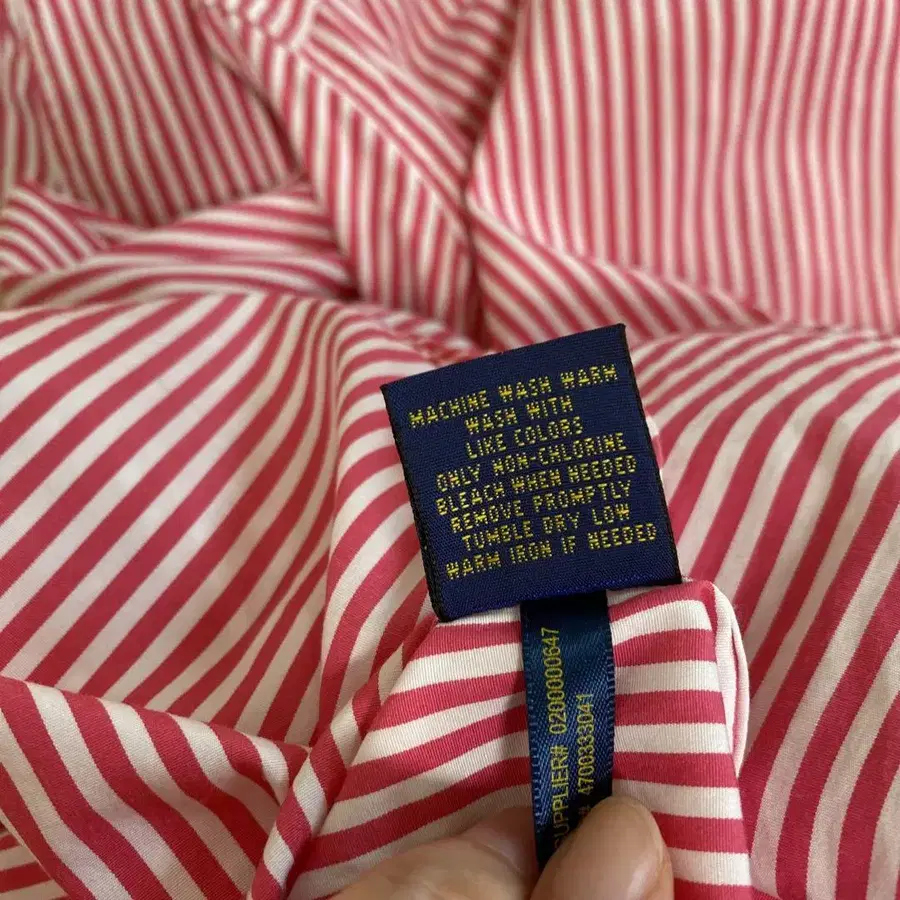 MACHINE WASH WARM
WASH WITH
LIKE COLORS
ONLY NON-CHLORINE
BLEACH WHEN NEEDED
REMOVE PROMPTLY
TUMBLE DRY LOW
WARM IRON IF NEEDED
SUPPLIER# 0200000647
# 4700333041